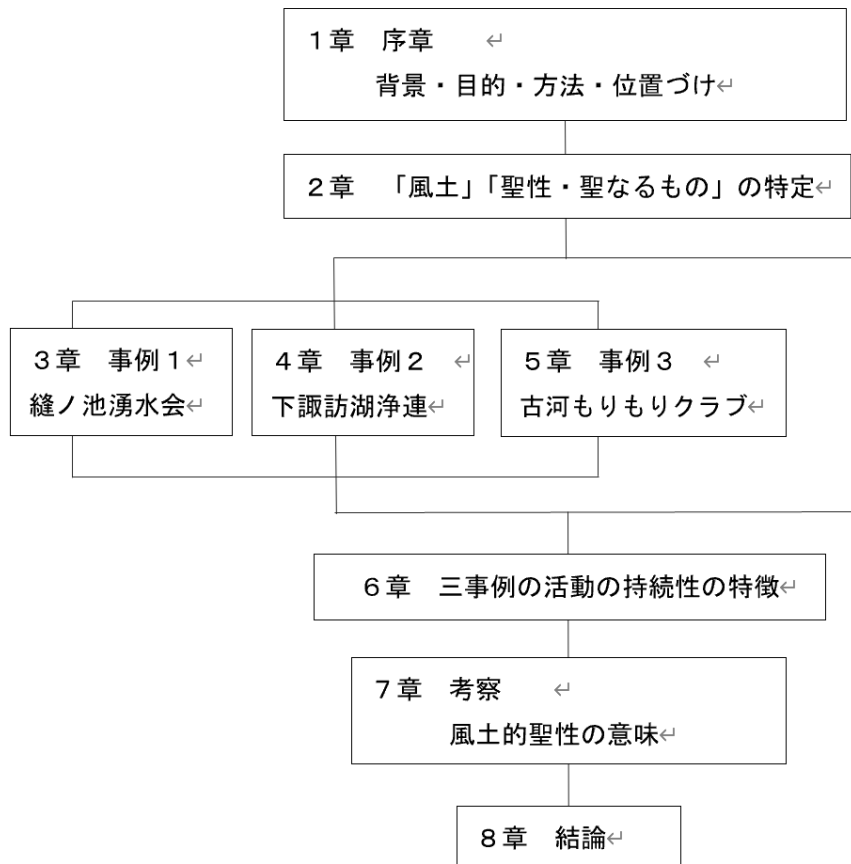 1章　序章
背景・目的・方法・位置づけ
2章　「風土」「聖性・聖なるもの」の特定
3章　事例1
縫ノ池湧水会
4章　事例2
下諏訪湖浄連
5章　事例3
古河もりもりクラブ
6章　三事例の活動の持続性の特徴
7章　考察
風土的聖性の意味
8章　結論